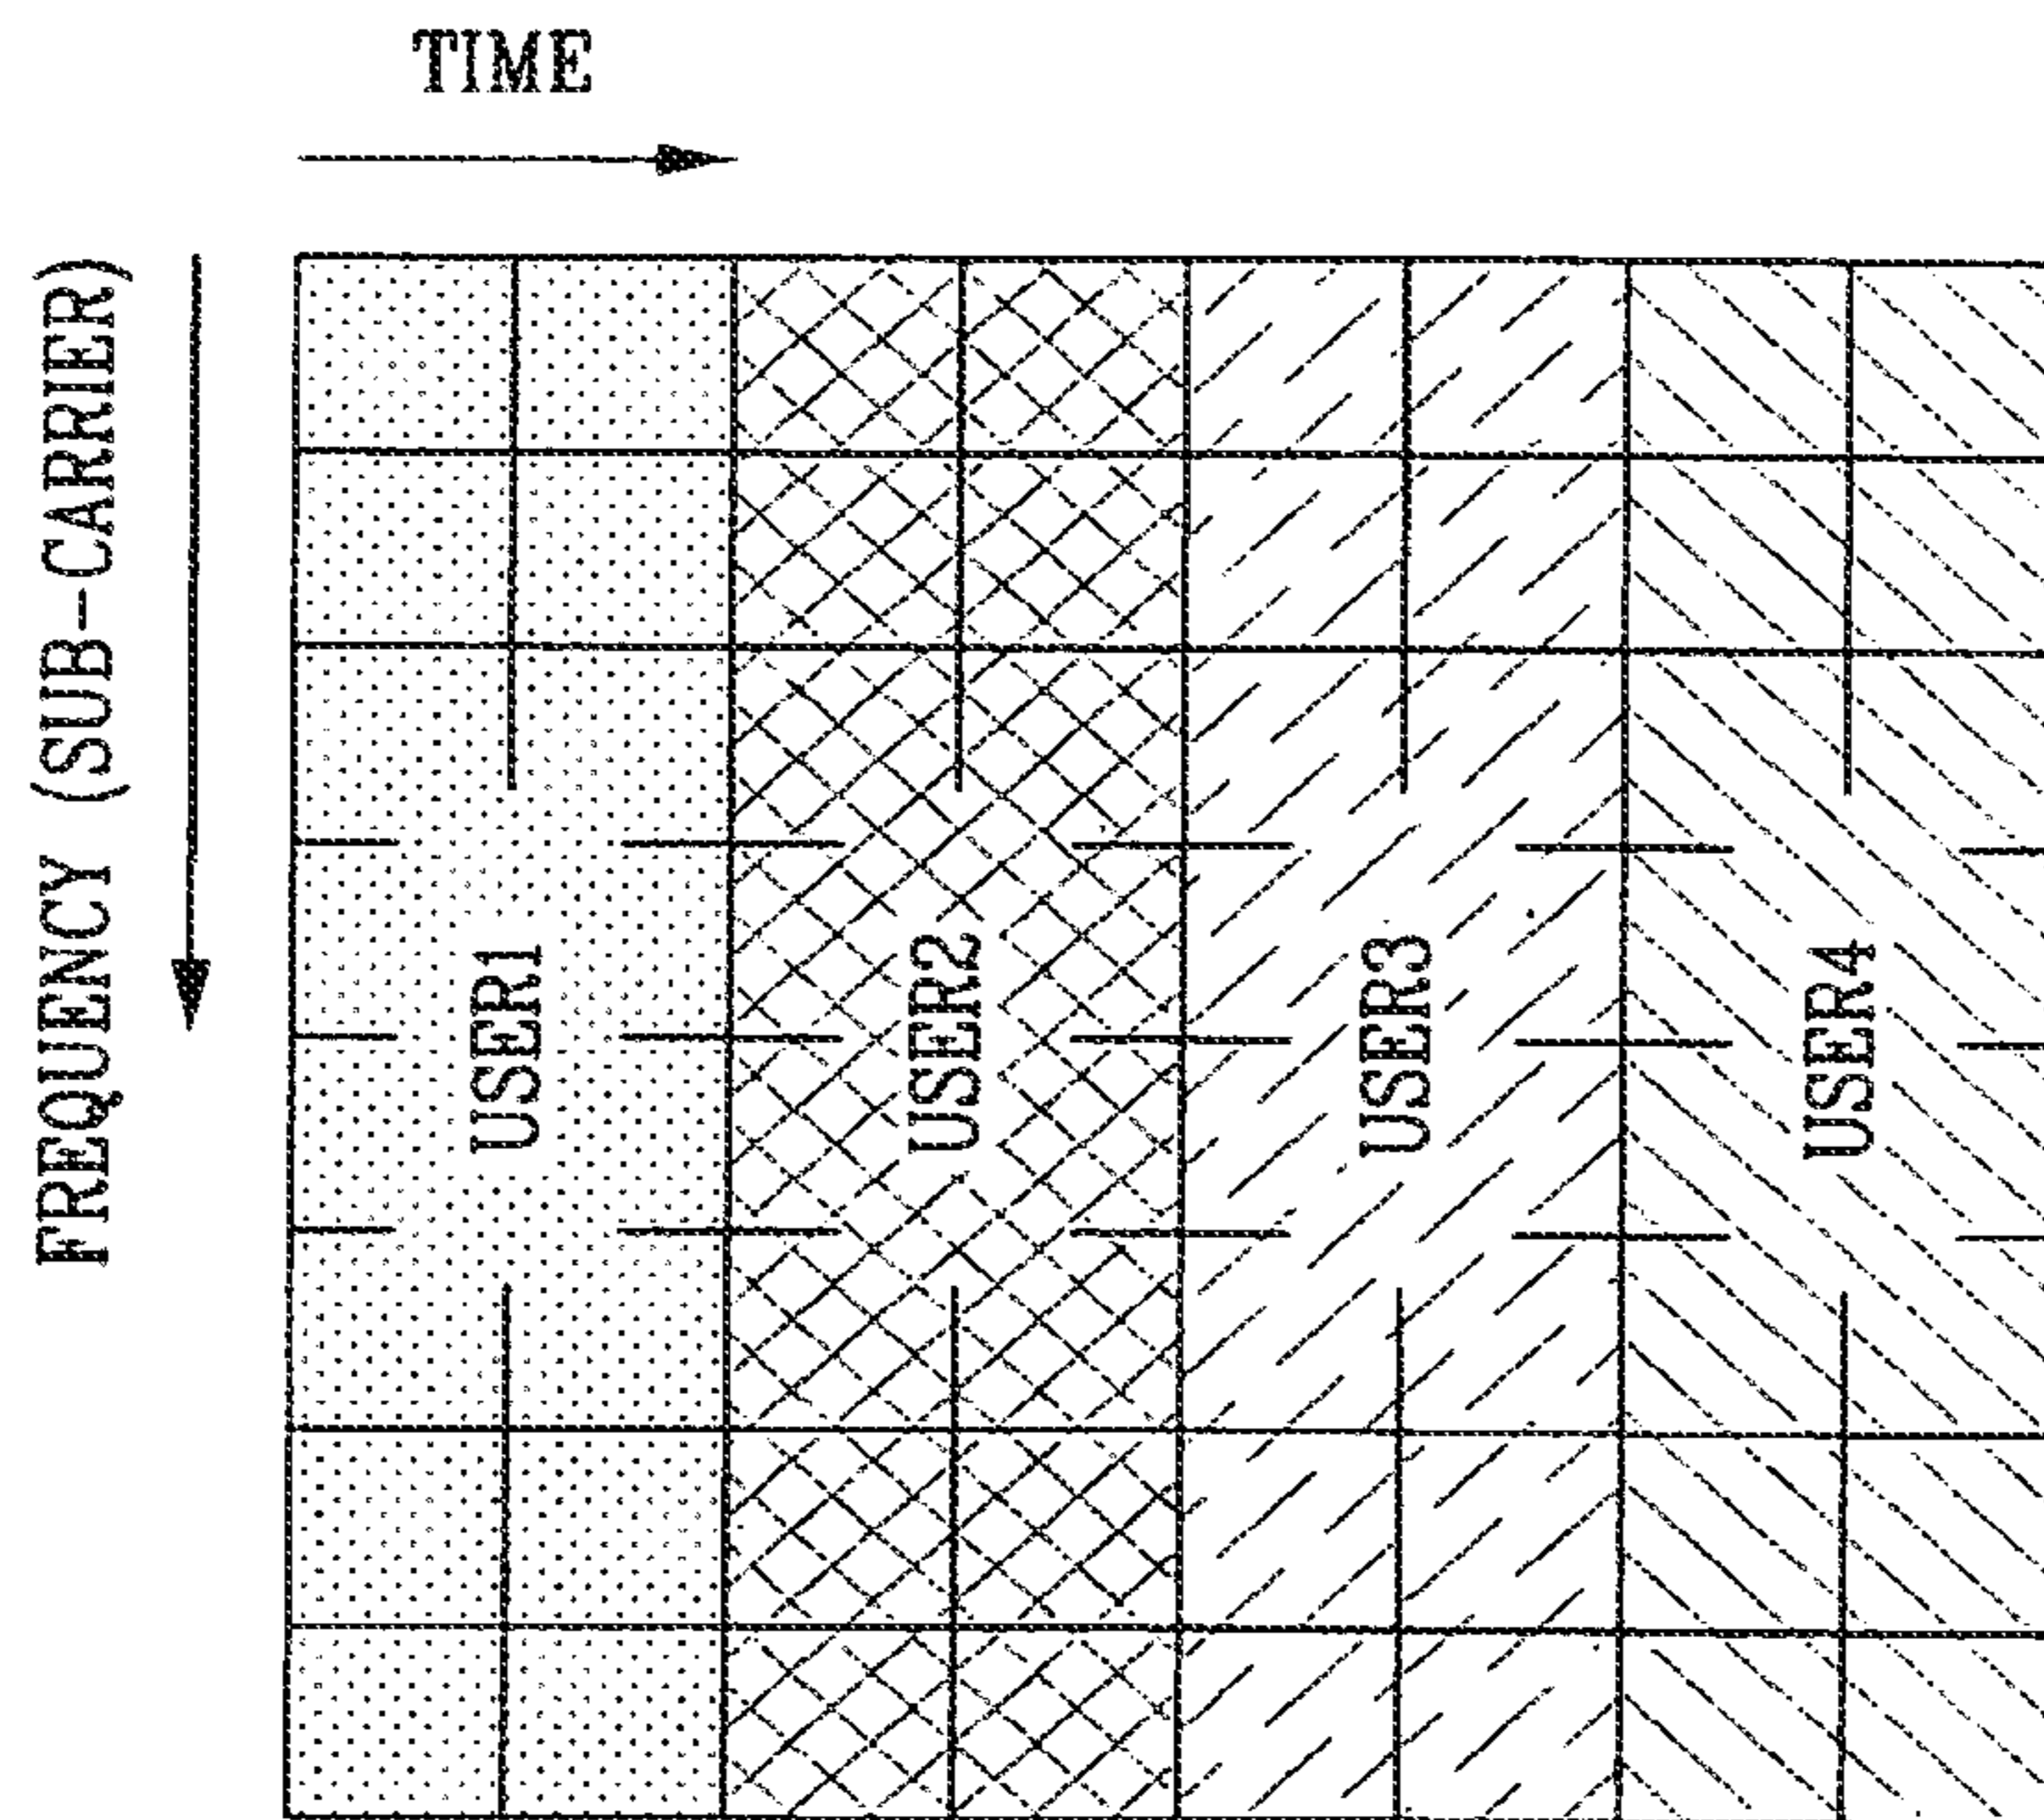 TIME
FREQUENCY (SUB-CARRIER)
USER1
USER2
USER3
USER4